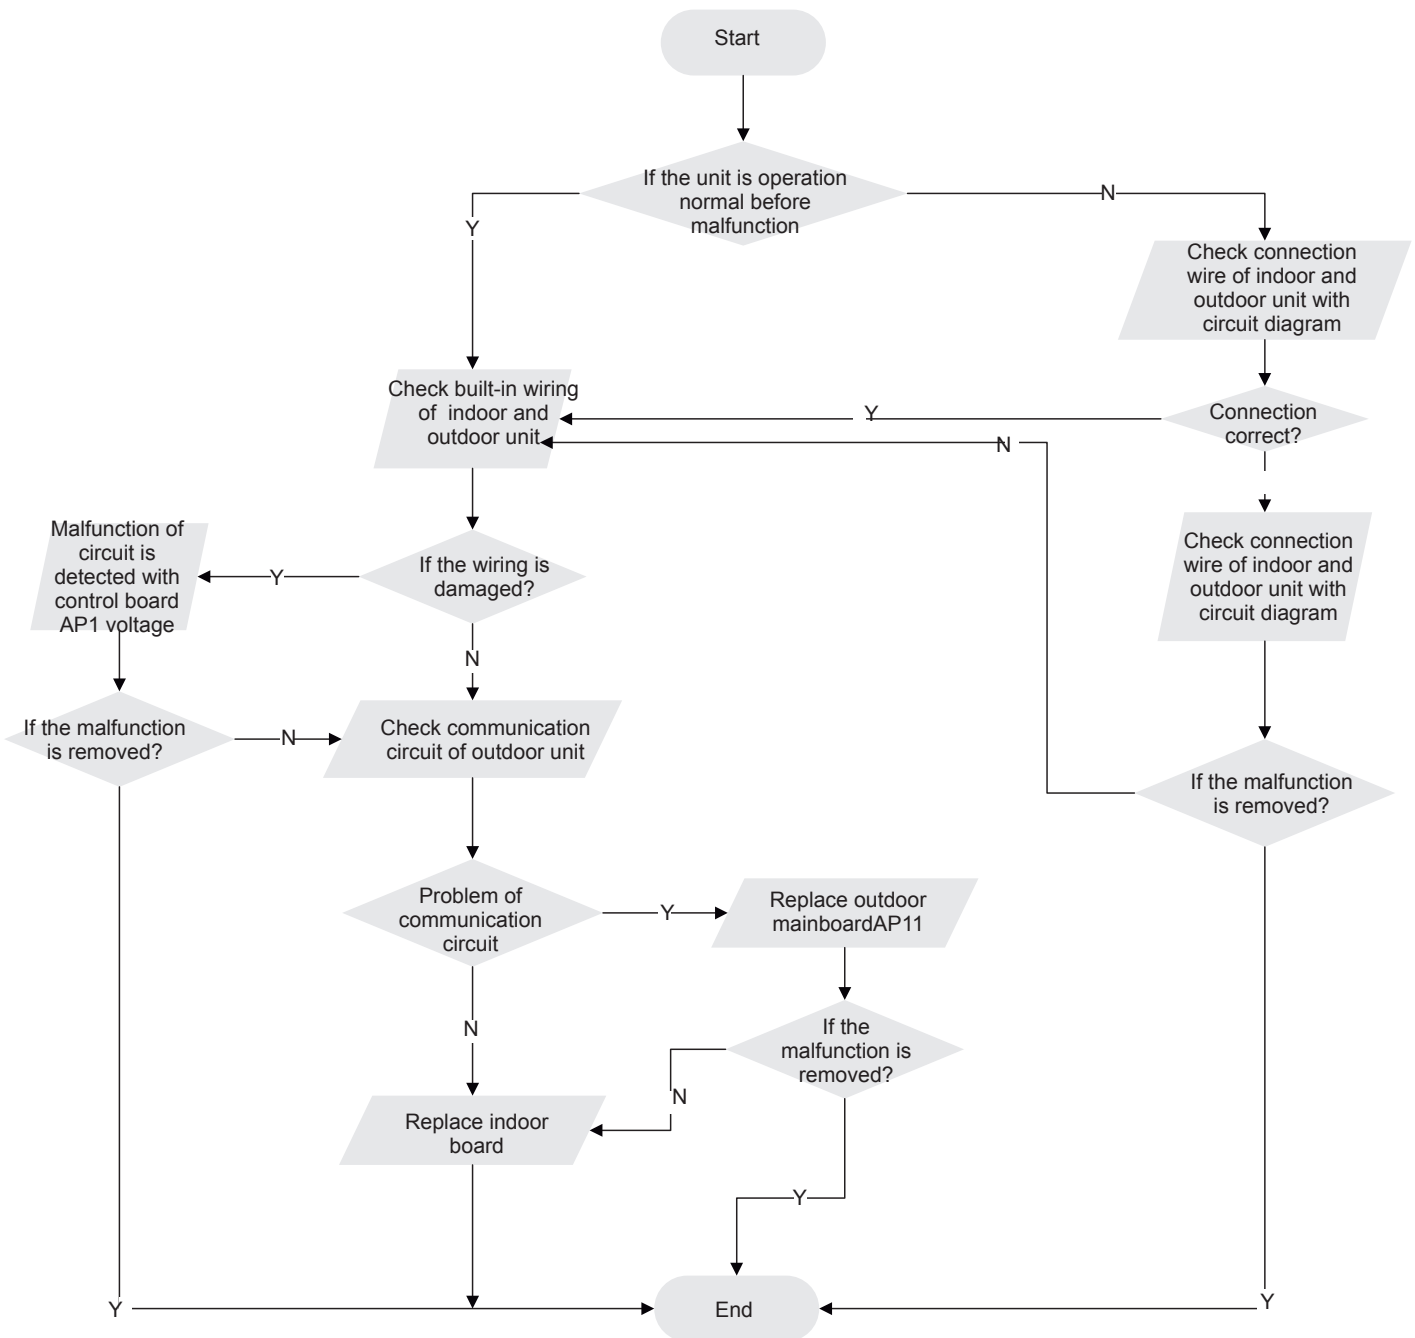 Start
If the unit is operation
normal before
malfunction
N
Y
Check connection
wire of indoor and
outdoor unit with
circuit diagram
Check built-in wiring
of indoor and
outdoor unit
Y
Connection
correct?
N
Malfunction of
circuit is
detected with
control board
AP1 voltage
If the wiring is
damaged?
Y
Check connection
wire of indoor and
outdoor unit with
circuit diagram
N
If the malfunction
is removed?
N
Check communication
circuit of outdoor unit
If the malfunction
is removed?
Problem of
communication
circuit
Y
Replace outdoor
mainboardAP11
N
If the
malfunction is
removed?
N
Replace indoor
board
Y
Y
End
Y